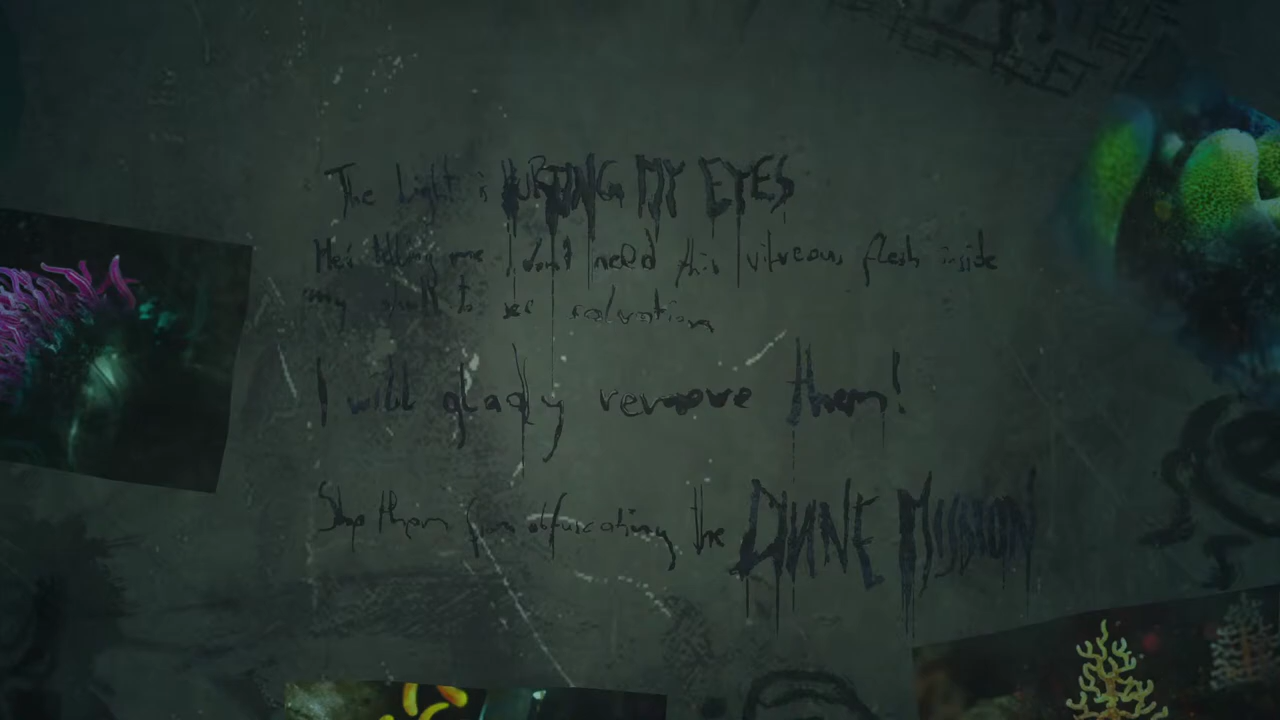 The Light is HURTING MY EYES
He's telling me I don't need this vitreous flesh inside
my skull to see salvation
I will glady remove them!
Stop them from obfuscating the DIVINE MISSION